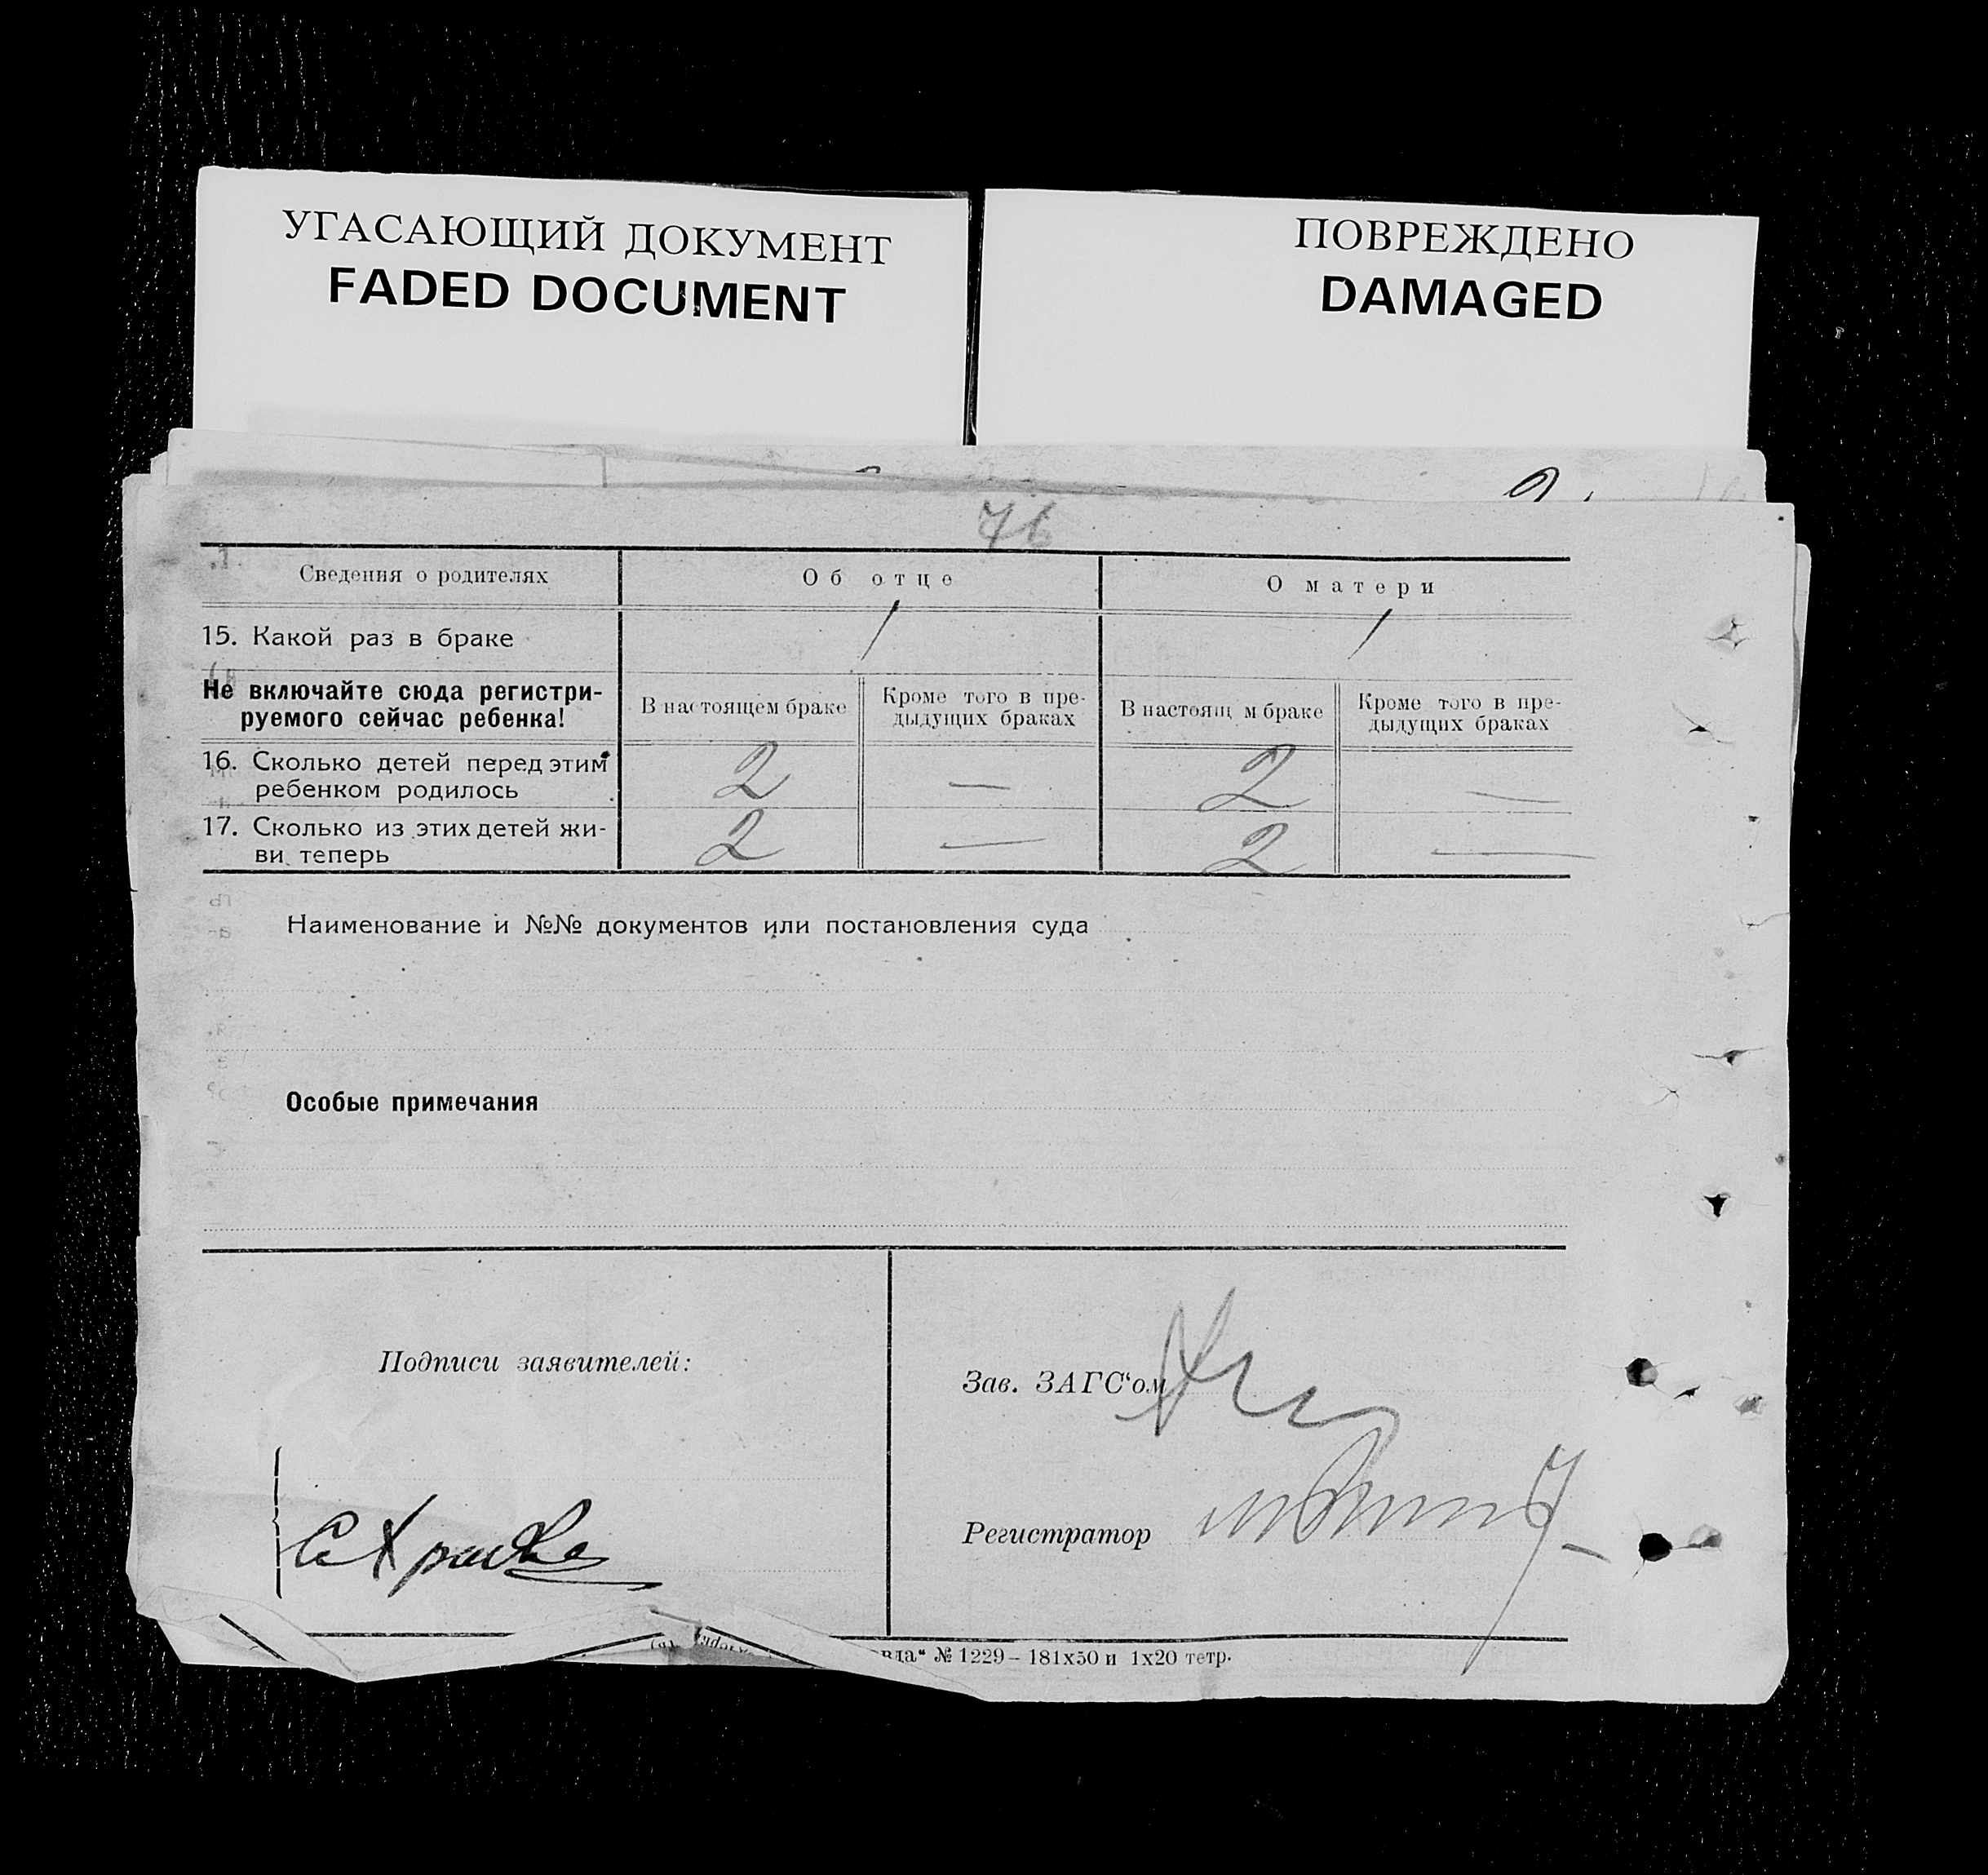 УГАСАЮЩИЙ ДОКУМЕНТ
FADED DOCUMENT
ПОВРЕЖДЕНО
DAMAGED
76
Сведения о родителях
Об отце
О матери
15. Какой раз в браке
1
1
Не включайте сюда регистри-
руемого сейчас ребенка!
В настоящем браке
Кроме того в пре-
дыдущих браках
В настоящ м браке
Кроме того в пре-
дыдущих браках
16. Сколько детей перед этим
ребенком родилось
2
—
2
—
17. Сколько из этих детей жи-
ви теперь
2
—
2
—
Наименование и №№ документов или постановления суда
Особые примечания
Подписи заявителей:
Зав. ЗАГС'ом
Регистратор
вда" № 1229 – 181х50 и 1х20 тетр.